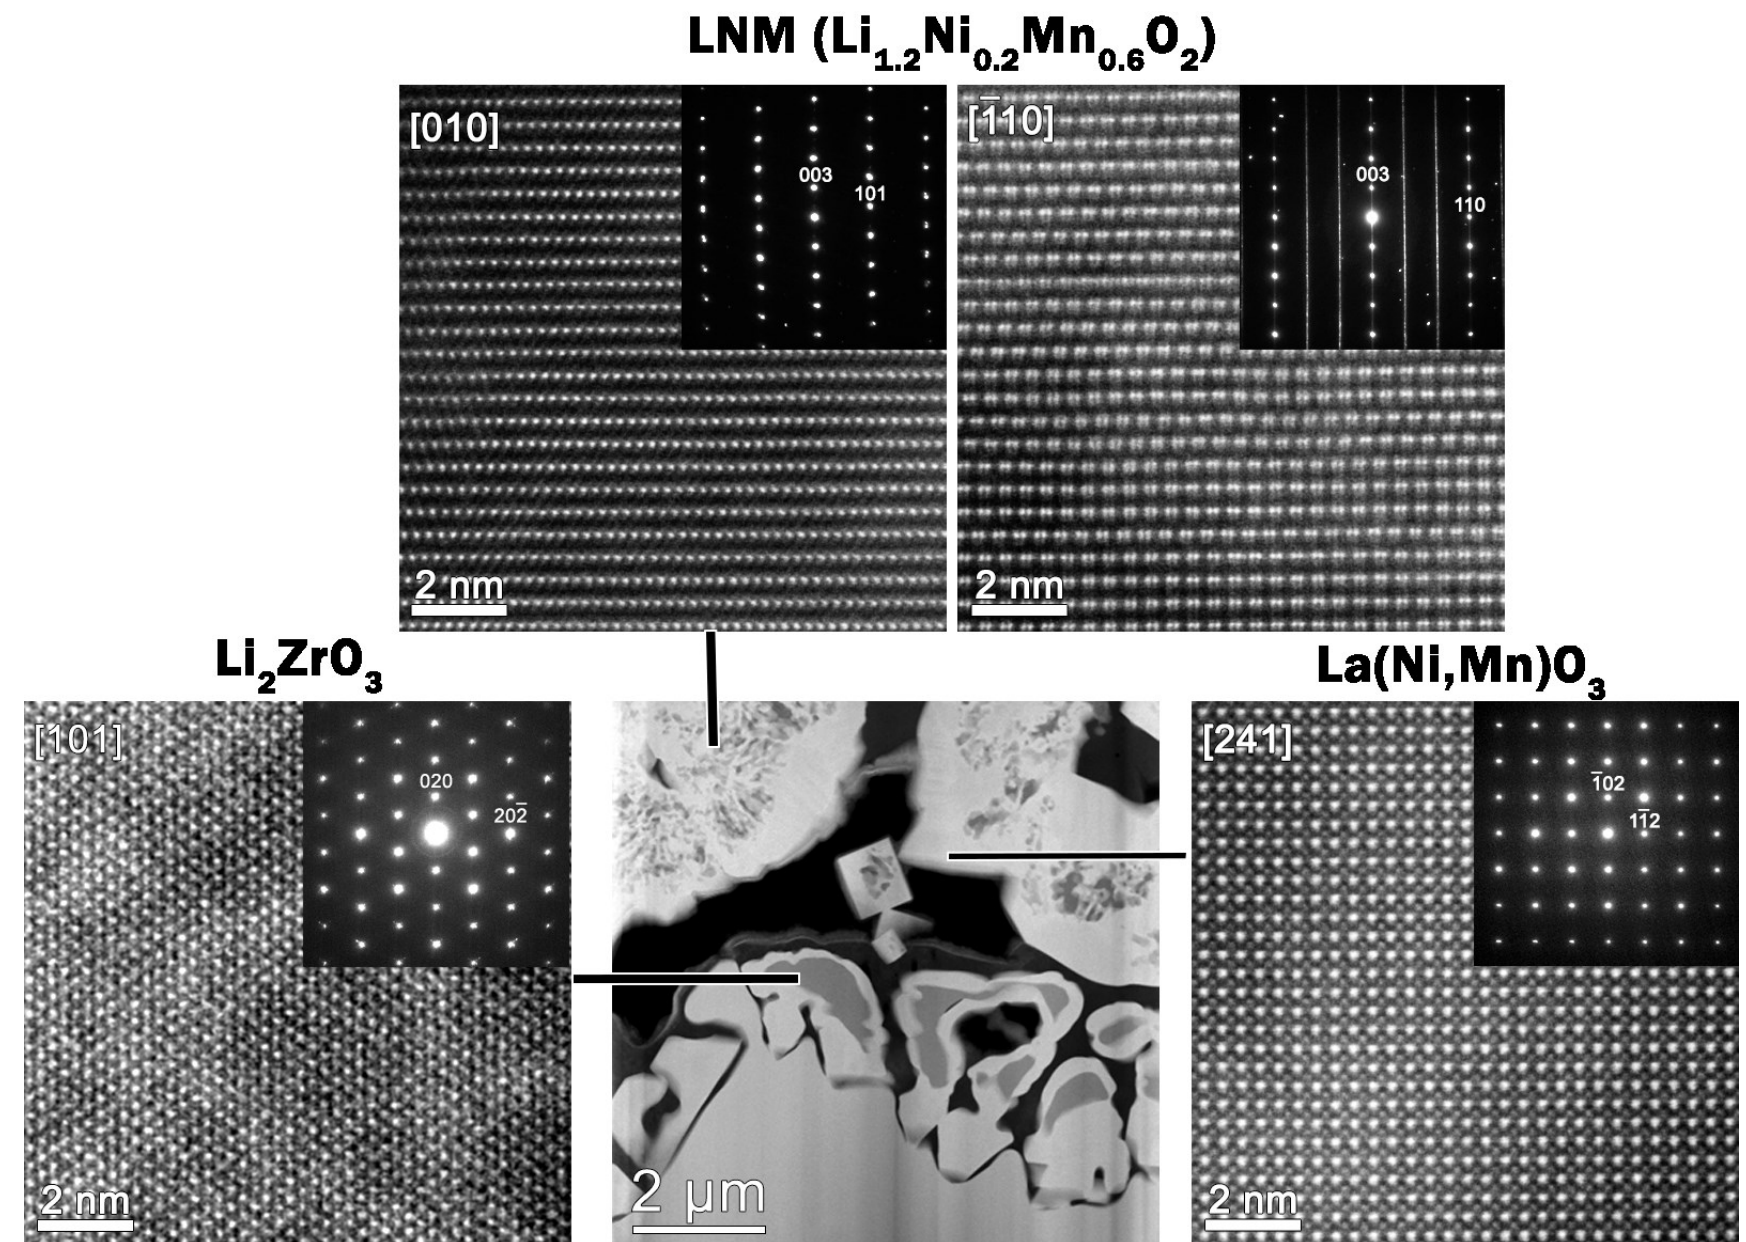 LNM (Li₁.₂Ni₀.₂Mn₀.₆O₂)
[010]
003
101
2 nm
[1̄10]
003
110
2 nm
Li₂ZrO₃
[101]
020
202̄
2 nm
2 µm
La(Ni,Mn)O₃
[241]
1̄02
11̄2
2 nm